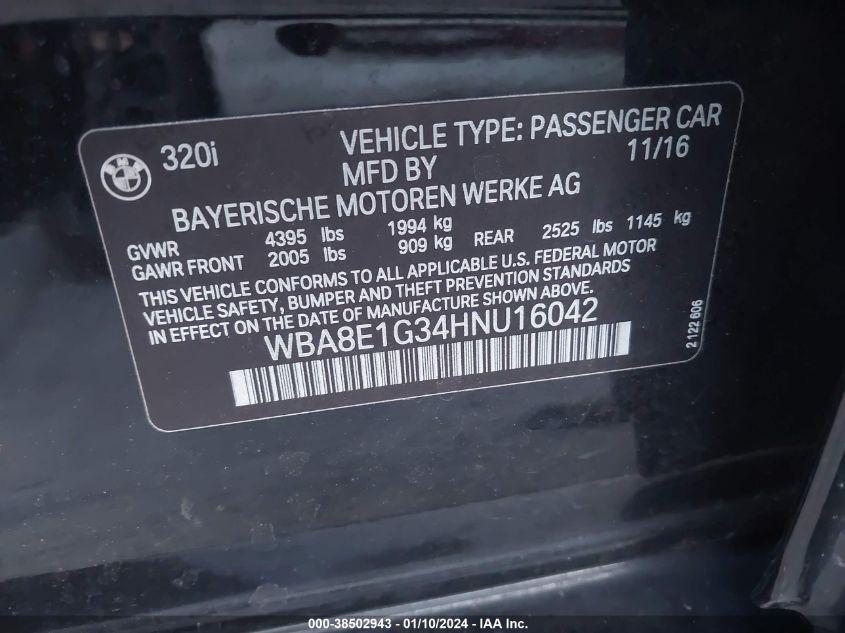 BMW
320i
VEHICLE TYPE: PASSENGER CAR
MFD BY 11/16
BAYERISCHE MOTOREN WERKE AG
GVWR 4395 lbs 1994 kg
GAWR FRONT 2005 lbs 909 kg REAR 2525 lbs 1145 kg
THIS VEHICLE CONFORMS TO ALL APPLICABLE U.S. FEDERAL MOTOR
VEHICLE SAFETY, BUMPER AND THEFT PREVENTION STANDARDS
IN EFFECT ON THE DATE OF MANUFACTURE SHOWN ABOVE.
WBA8E1G34HNU16042
2122606
000-38502943 - 01/10/2024 - IAA Inc.